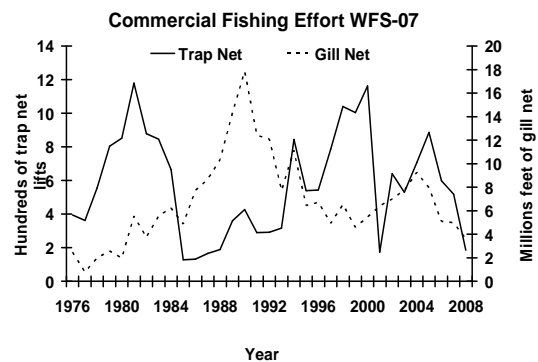 Commercial Fishing Effort WFS-07
Trap Net
Gill Net
Hundreds of trap net
lifts
14
12
10
8
6
4
2
0
Millions feet of gill net
20
18
16
14
12
10
8
6
4
2
0
1976 1980 1984 1988 1992 1996 2000 2004 2008
Year